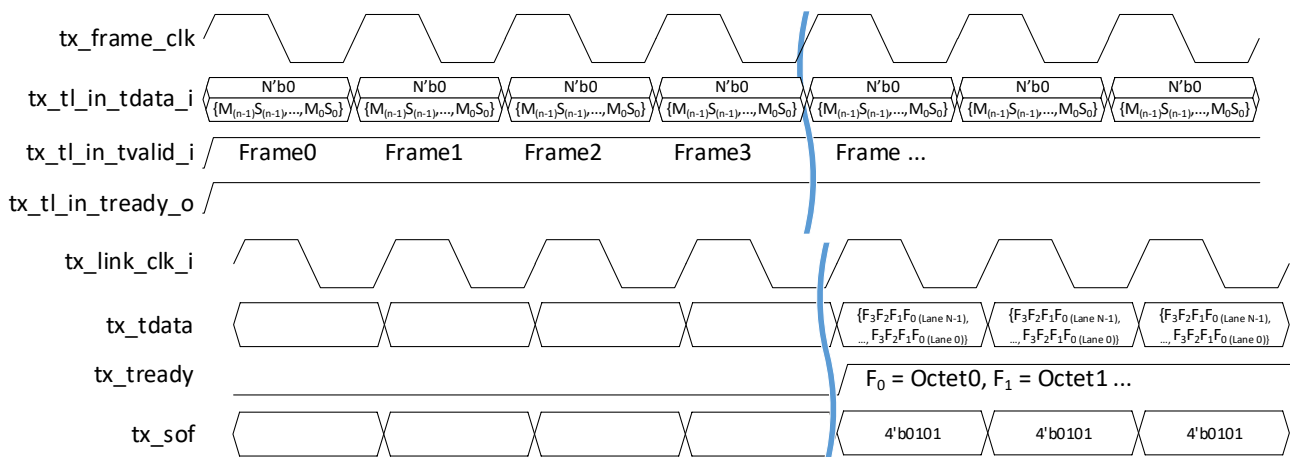 tx_frame_clk
tx_tl_in_tdata_i
N'b0 N'b0 N'b0 N'b0 N'b0 N'b0 N'b0
{M(n-1)S(n-1),...,M0S0} {M(n-1)S(n-1),...,M0S0} {M(n-1)S(n-1),...,M0S0} {M(n-1)S(n-1),...,M0S0} {M(n-1)S(n-1),...,M0S0} {M(n-1)S(n-1),...,M0S0} {M(n-1)S(n-1),...,M0S0}
tx_tl_in_tvalid_i Frame0 Frame1 Frame2 Frame3 Frame ...
tx_tl_in_tready_o
tx_link_clk_i
tx_tdata
{F3F2F1F0 (Lane N-1), {F3F2F1F0 (Lane N-1), {F3F2F1F0 (Lane N-1),
..., F3F2F1F0 (Lane 0)} ..., F3F2F1F0 (Lane 0)} ..., F3F2F1F0 (Lane 0)}
tx_tready F0 = Octet0, F1 = Octet1 ...
tx_sof 4'b0101 4'b0101 4'b0101